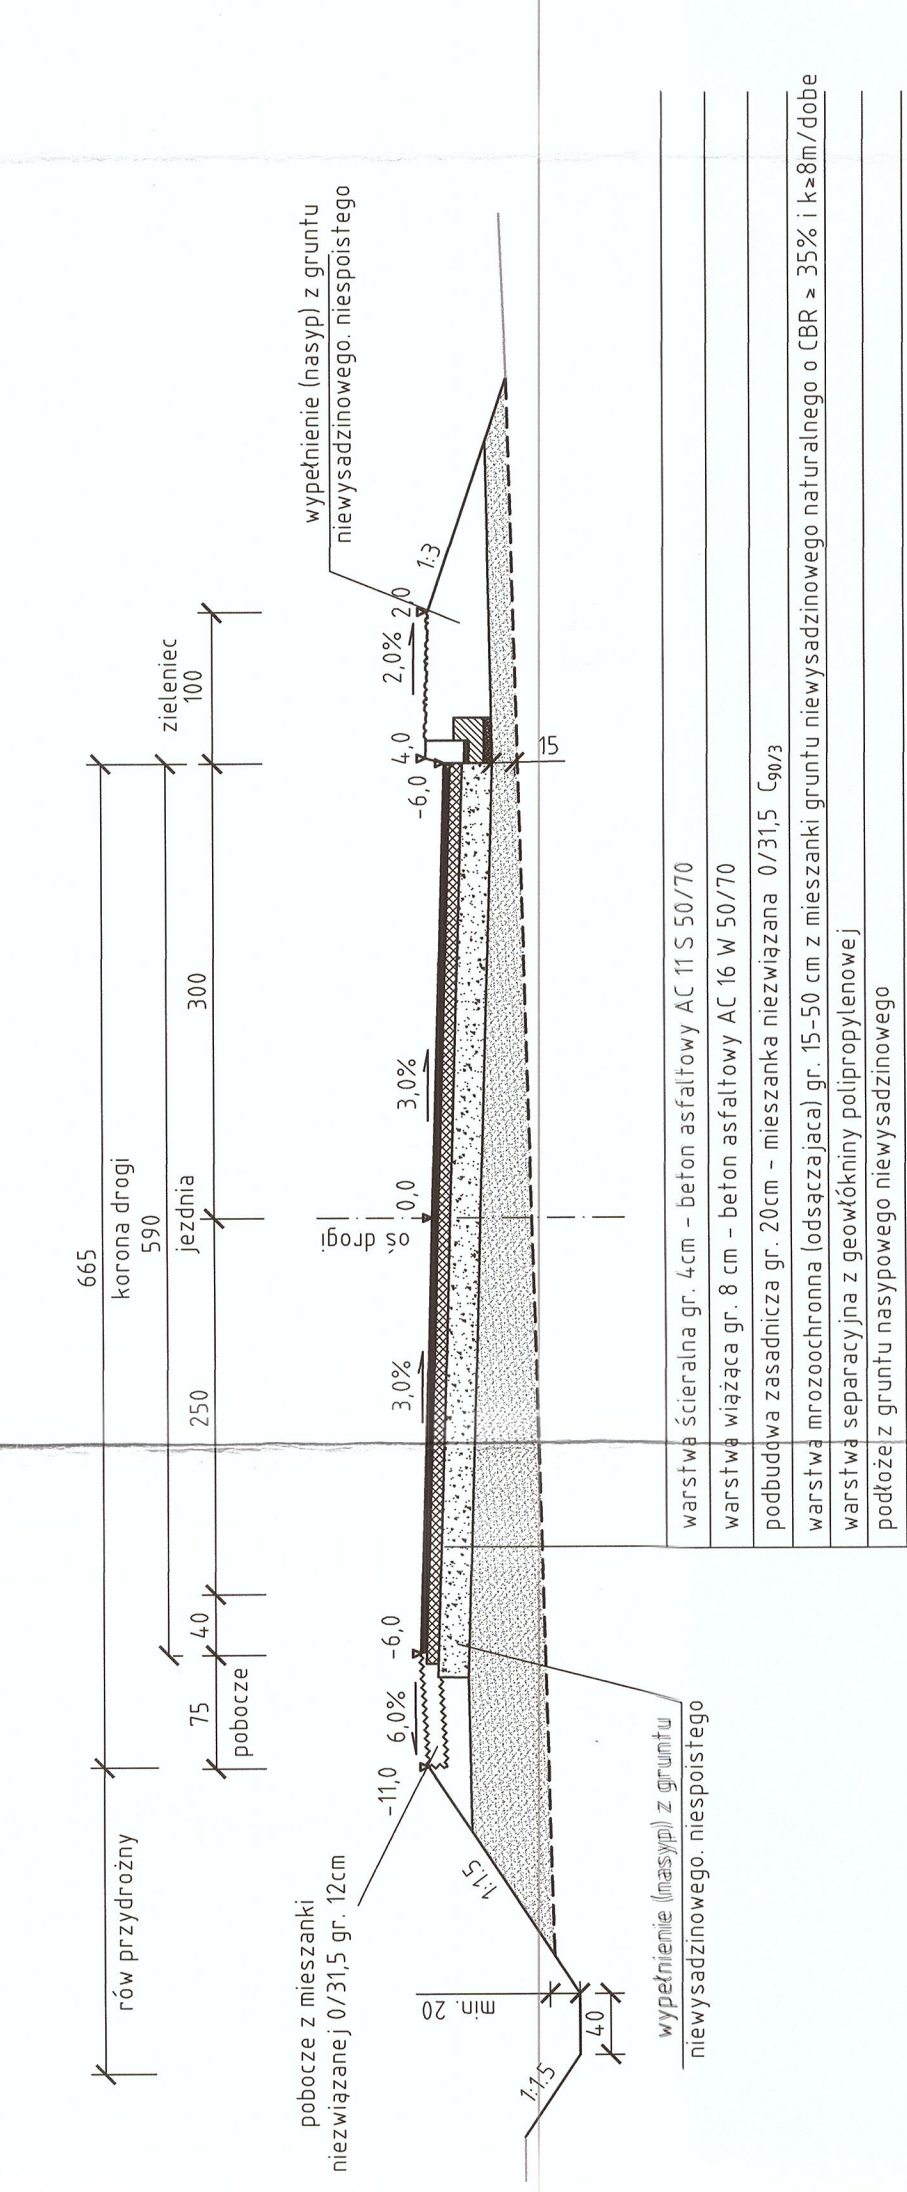 665
korona drogi
590
jezdnia
rów przydrożny
75
pobocze
40
250
300
zieleniec
100
pobocze z mieszanki
niezwiązanej 0/31,5 gr. 12cm
wypełnienie (nasyp) z gruntu
niewysadzinowego. niespoistego
-11,0
6,0%
-6,0
3,0%
oś drogi
0,0
3,0%
-6,0
4,0
2,0%
2,0
1:3
1:1.5
min. 20
1:1.5
40
15
wypełnienie (nasyp) z gruntu
niewysadzinowego. niespoistego
warstwa ścieralna gr. 4cm - beton asfaltowy AC 11 S 50/70
warstwa wiążąca gr. 8 cm - beton asfaltowy AC 16 W 50/70
podbudowa zasadnicza gr. 20cm - mieszanka niezwiązana 0/31,5 C90/3
warstwa mrozoochronna (odsączajaca) gr. 15-50 cm z mieszanki gruntu niewysadzinowego naturalnego o CBR ≥ 35% i k≥8m/dobe
warstwa separacyjna z geowłókniny polipropylenowej
podłoże z gruntu nasypowego niewysadzinowego